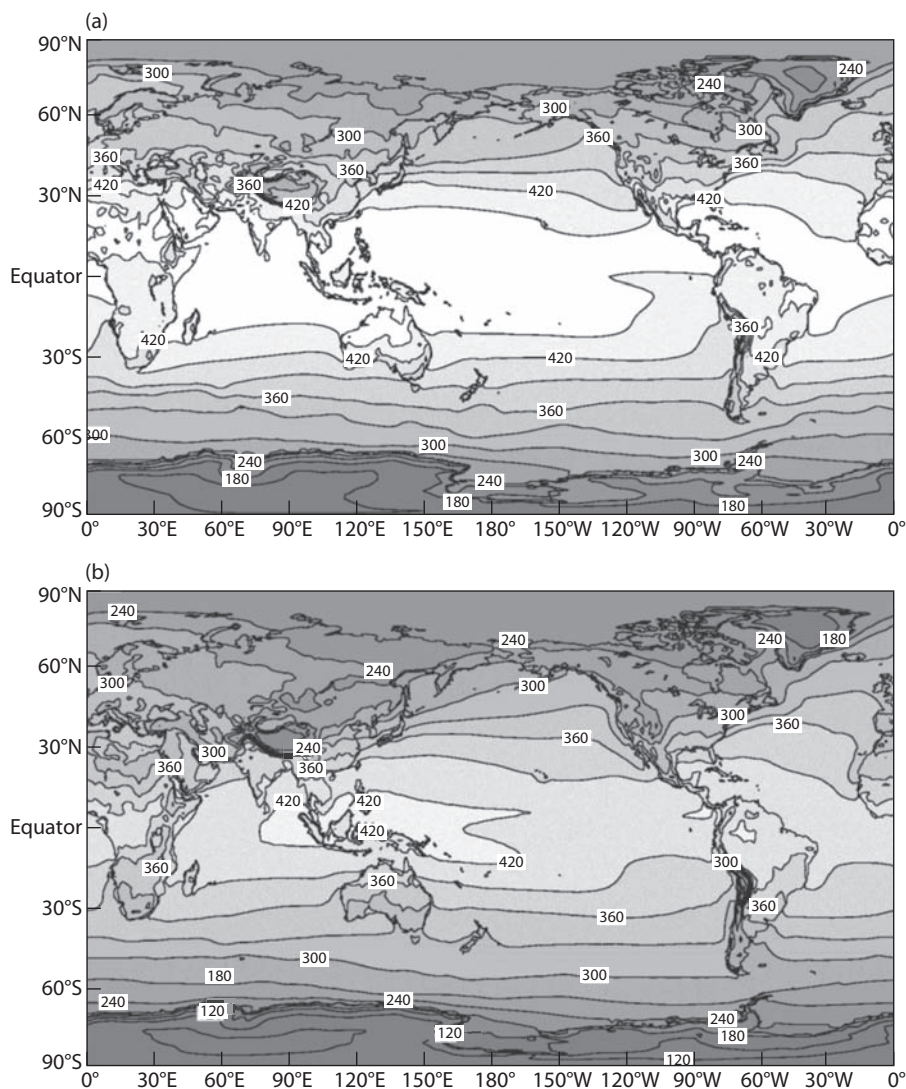 (a)
90°N
300 240
240
60°N
300 300
300 360
360 360 360
420 360 420
30°N 420 420
Equator
360
420 420 420 420
30°S
360 360
60°S
300 300 300
240 240
180 240
180 180
90°S
0° 30°E 60°E 90°E 120°E 150°E 180° 150°W 120°W 90°W 60°W 30°W 0°
(b)
90°N
240
240 240 180
60°N
240
300 300
300 360
360
30°N 300 240
360 360
420 420
Equator 420
420
360 360 300
30°S 360 360
300
180 300
60°S
240 240
120 240
120 180
90°S 120
0° 30°E 60°E 90°E 120°E 150°E 180° 150W 120°W 90°W 60°W 30°W 0°